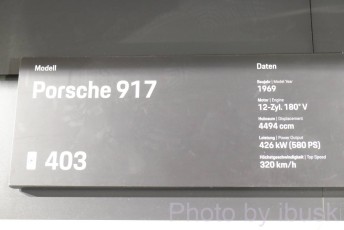 Modell
Porsche 917
403
Daten
Baujahr | Model Year
1969
Motor | Engine
12-Zyl. 180° V
Hubraum | Displacement
4494 ccm
Leistung | Power Output
426 kW (580 PS)
Höchstgeschwindigkeit | Top Speed
320 km/h
Photo by ibusk